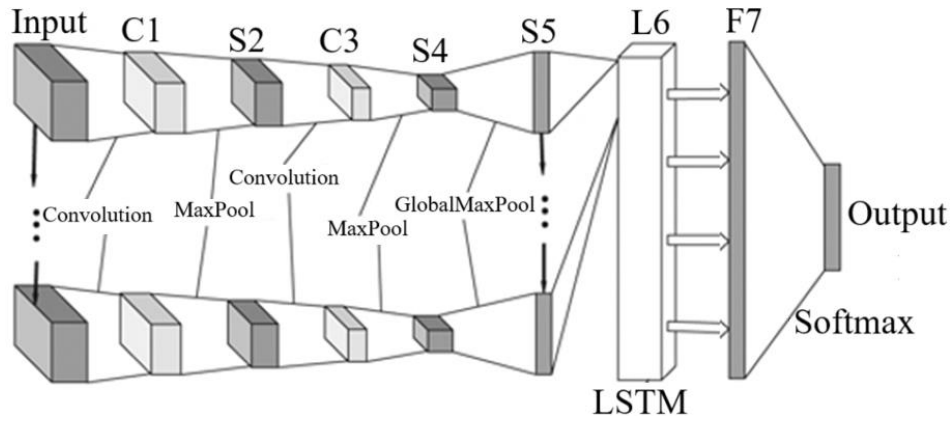 Input
C1
S2
C3
S4
S5
L6
F7
Convolution
MaxPool
Convolution
MaxPool
GlobalMaxPool
Output
Softmax
LSTM